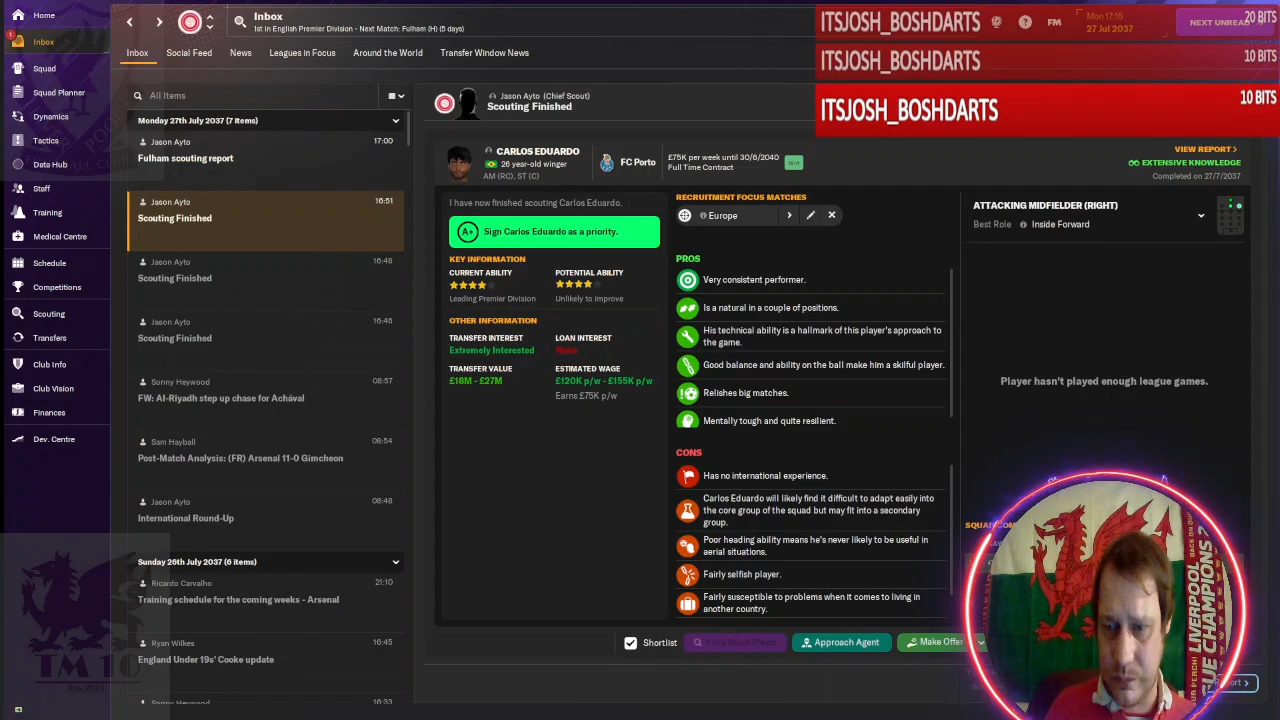 Home
Inbox
1
Squad
Squad Planner
Dynamics
Tactics
Data Hub
Staff
Training
Medical Centre
Schedule
Competitions
Scouting
Transfers
Club Info
Club Vision
Finances
Dev. Centre
Inbox
1st in English Premier Division - Next Match: Fulham (H) (5 days)
FM
Mon 17:15
27 Jul 2037
NEXT UNREAD
ITSJOSH_BOSHDARTS
20 BITS
ITSJOSH_BOSHDARTS
10 BITS
ITSJOSH_BOSHDARTS
10 BITS
Inbox
Social Feed
News
Leagues in Focus
Around the World
Transfer Window News
All Items
Monday 27th July 2037 (7 items)
Jason Ayto
17:00
Fulham scouting report
Jason Ayto
16:51
Scouting Finished
Jason Ayto
16:48
Scouting Finished
Jason Ayto
16:46
Scouting Finished
Sonny Heywood
08:57
FW: Al-Riyadh step up chase for Achával
Sam Hayball
08:54
Post-Match Analysis: (FR) Arsenal 11-0 Gimcheon
Jason Ayto
08:48
International Round-Up
Sunday 26th July 2037 (6 items)
Ricardo Carvalho
21:10
Training schedule for the coming weeks - Arsenal
Ryan Wilkes
16:45
England Under 19s' Cooke update
Sonny Heywood
16:33
TM10
Jason Ayto (Chief Scout)
Scouting Finished
CARLOS EDUARDO
26 year-old winger
AM (RC), ST (C)
FC Porto
£75K per week until 30/6/2040
Full Time Contract
Wnt
VIEW REPORT >
EXTENSIVE KNOWLEDGE
Completed on 27/7/2037
I have now finished scouting Carlos Eduardo.
A+
Sign Carlos Eduardo as a priority.
KEY INFORMATION
CURRENT ABILITY
Leading Premier Division
POTENTIAL ABILITY
Unlikely to improve
OTHER INFORMATION
TRANSFER INTEREST
Extremely Interested
LOAN INTEREST
None
TRANSFER VALUE
£18M - £27M
ESTIMATED WAGE
£120K p/w - £155K p/w
Earns £75K p/w
RECRUITMENT FOCUS MATCHES
Europe
PROS
Very consistent performer.
Is a natural in a couple of positions.
His technical ability is a hallmark of this player's approach to
the game.
Good balance and ability on the ball make him a skilful player.
Relishes big matches.
Mentally tough and quite resilient.
CONS
Has no international experience.
Carlos Eduardo will likely find it difficult to adapt easily into
the core group of the squad but may fit into a secondary
group.
Poor heading ability means he's never likely to be useful in
aerial situations.
Fairly selfish player.
Fairly susceptible to problems when it comes to living in
another country.
ATTACKING MIDFIELDER (RIGHT)
Best Role
Inside Forward
Player hasn't played enough league games.
Shortlist
Fully Scout Player
Approach Agent
Make Offer
LIVERPOOL